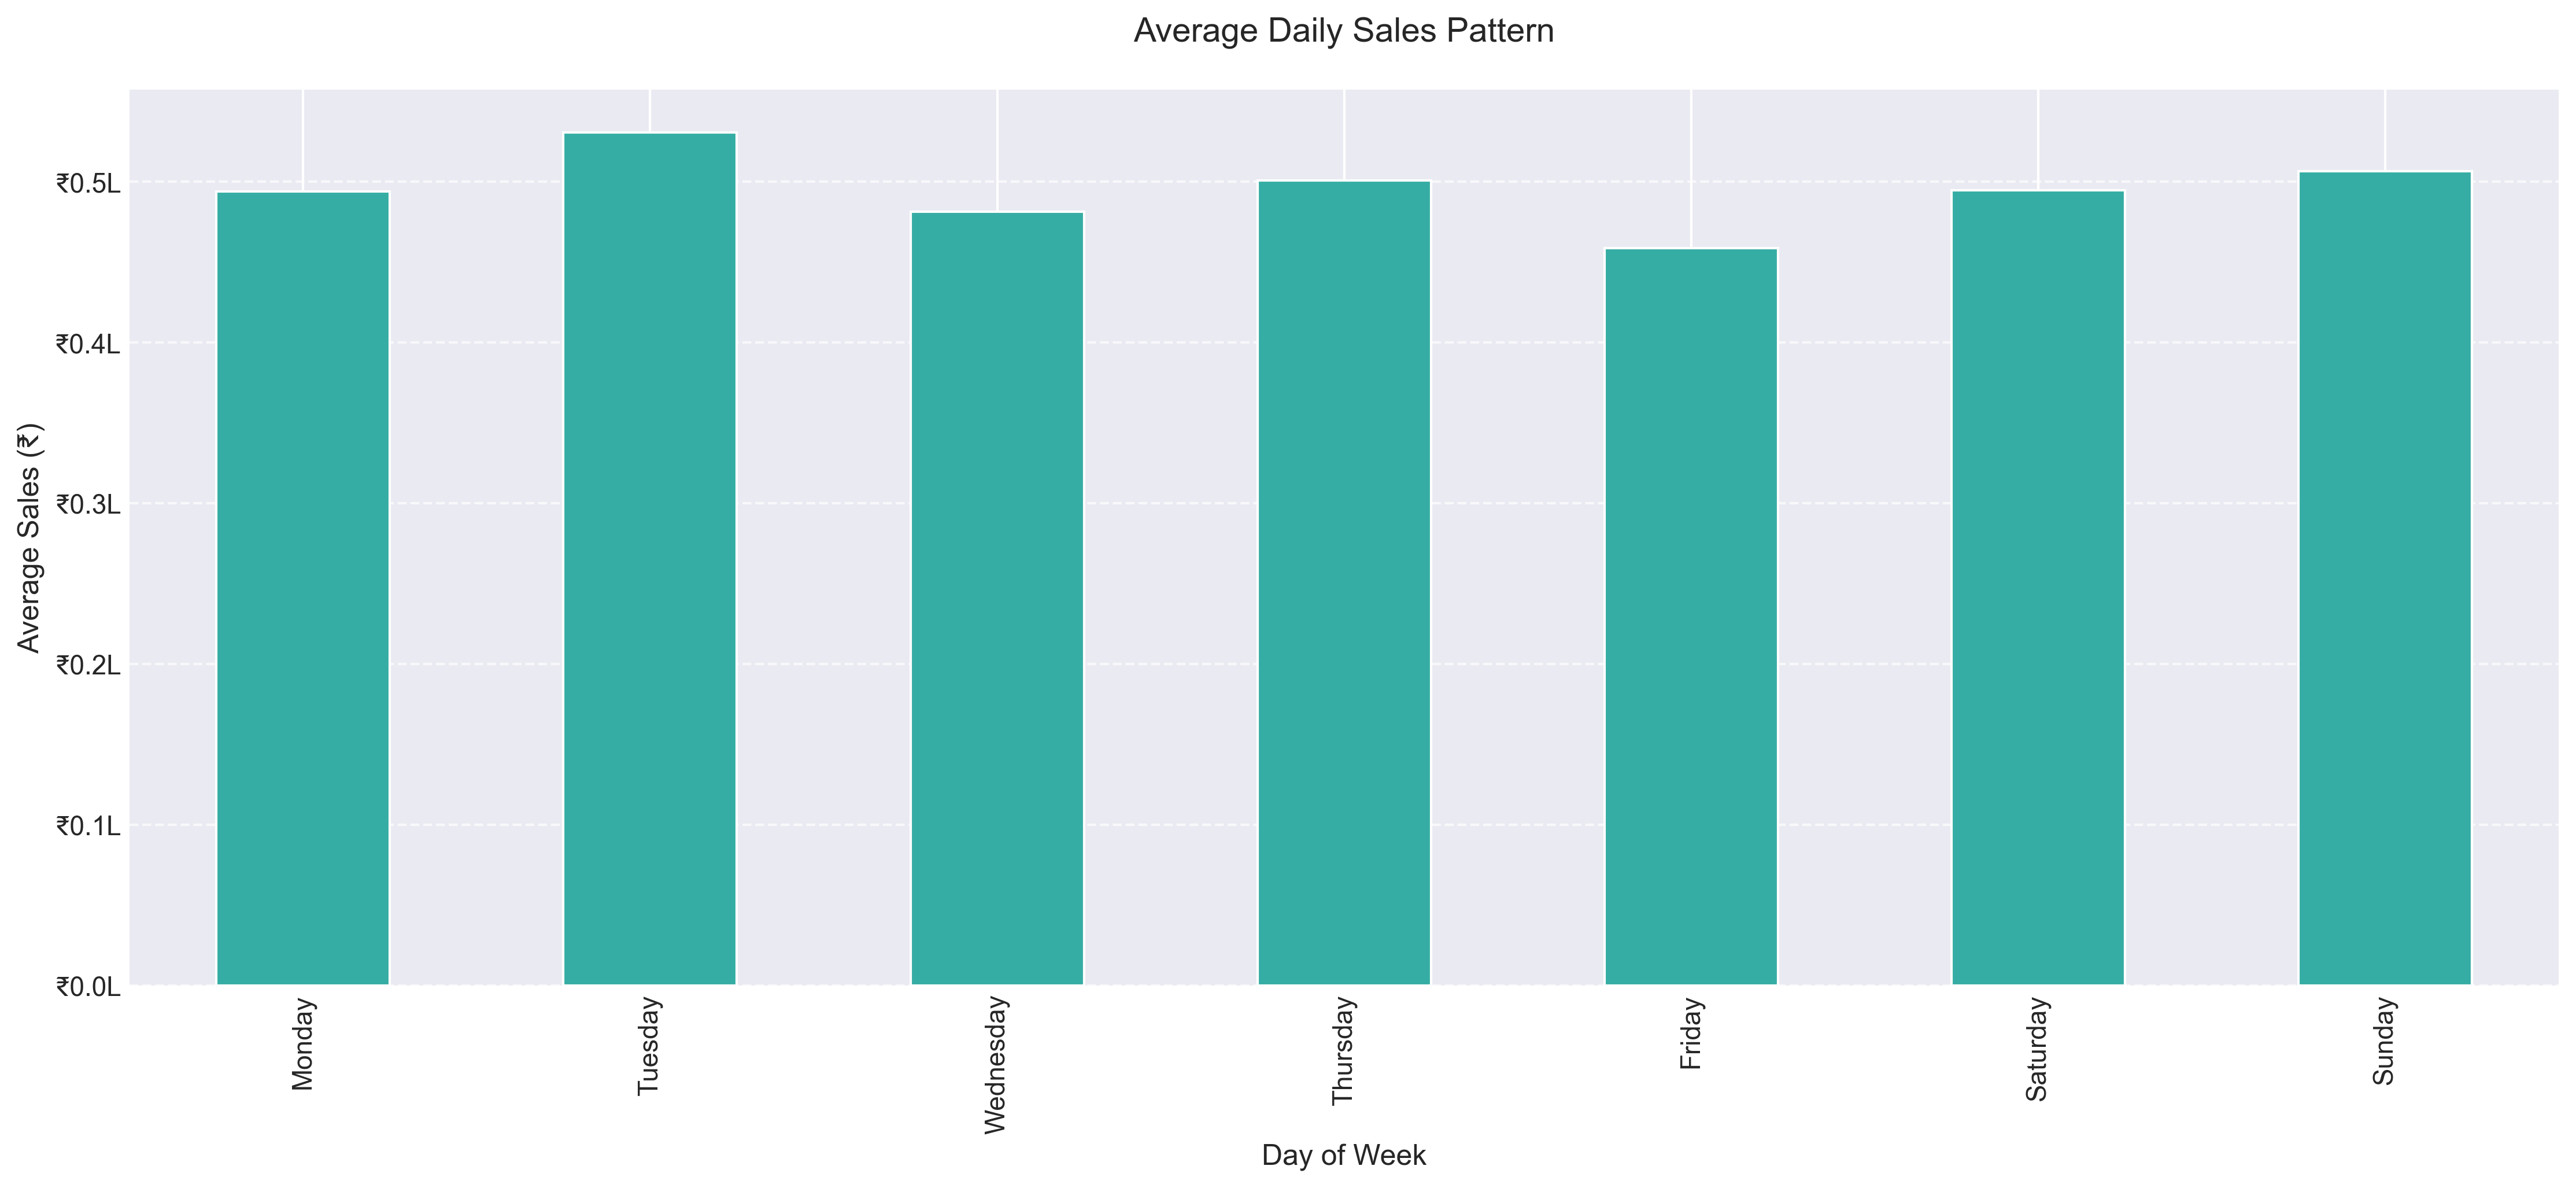 Average Daily Sales Pattern
Average Sales (₹)
₹0.5L
₹0.4L
₹0.3L
₹0.2L
₹0.1L
₹0.0L
Monday
Tuesday
Wednesday
Thursday
Friday
Saturday
Sunday
Day of Week